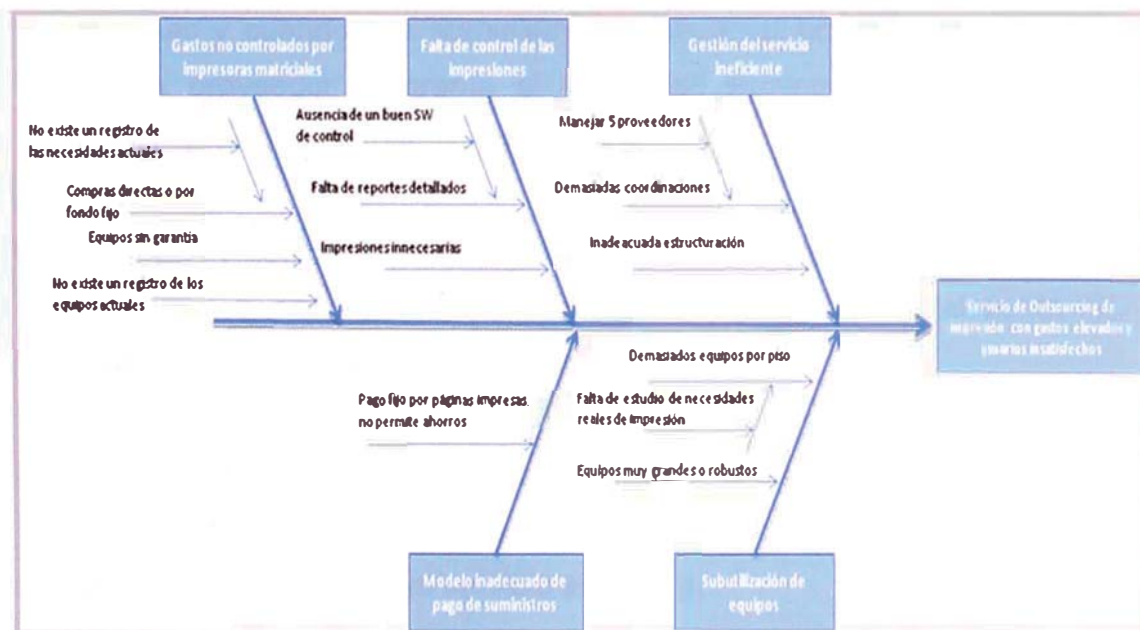 Gastos no controlados por
impresoras matriciales
Falta de control de las
impresiones
Gestión del servicio
ineficiente
No existe un registro de
las necesidades actuales
Compras directas o por
fondo fijo
Equipos sin garantia
No existe un registro de los
equipos actuales
Ausencia de un buen SW
de control
Falta de reportes detallados
Impresiones innecesarias
Manejar 5 proveedores
Demasiadas coordinaciones
Inadeacuada estructuración
Servicio de Outsourcing de
impresión con gastos elevados y
usuarios insatisfechos
Demasiados equipos por piso
Falta de estudio de necesidades
reales de impresión
Equipos muy grandes o robustos
Pago fijo por páginas impresas.
no permite ahorros
Modelo inadecuado de
pago de suministros
Subutilización de
equipos